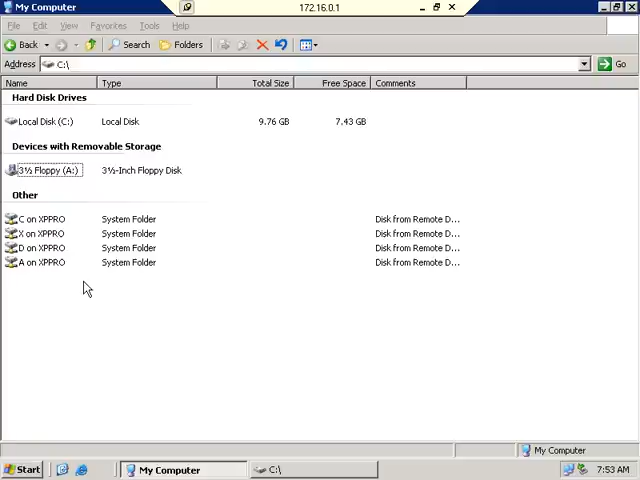 My Computer
172.16.0.1
File Edit View Favorites Tools Help
Back Search Folders
Address C:\ Go
Name Type Total Size Free Space Comments
Hard Disk Drives
Local Disk (C:) Local Disk 9.76 GB 7.43 GB
Devices with Removable Storage
3½ Floppy (A:) 3½-Inch Floppy Disk
Other
C on XPPRO System Folder Disk from Remote D...
X on XPPRO System Folder Disk from Remote D...
D on XPPRO System Folder Disk from Remote D...
A on XPPRO System Folder Disk from Remote D...
My Computer
Start My Computer C:\ 7:53 AM